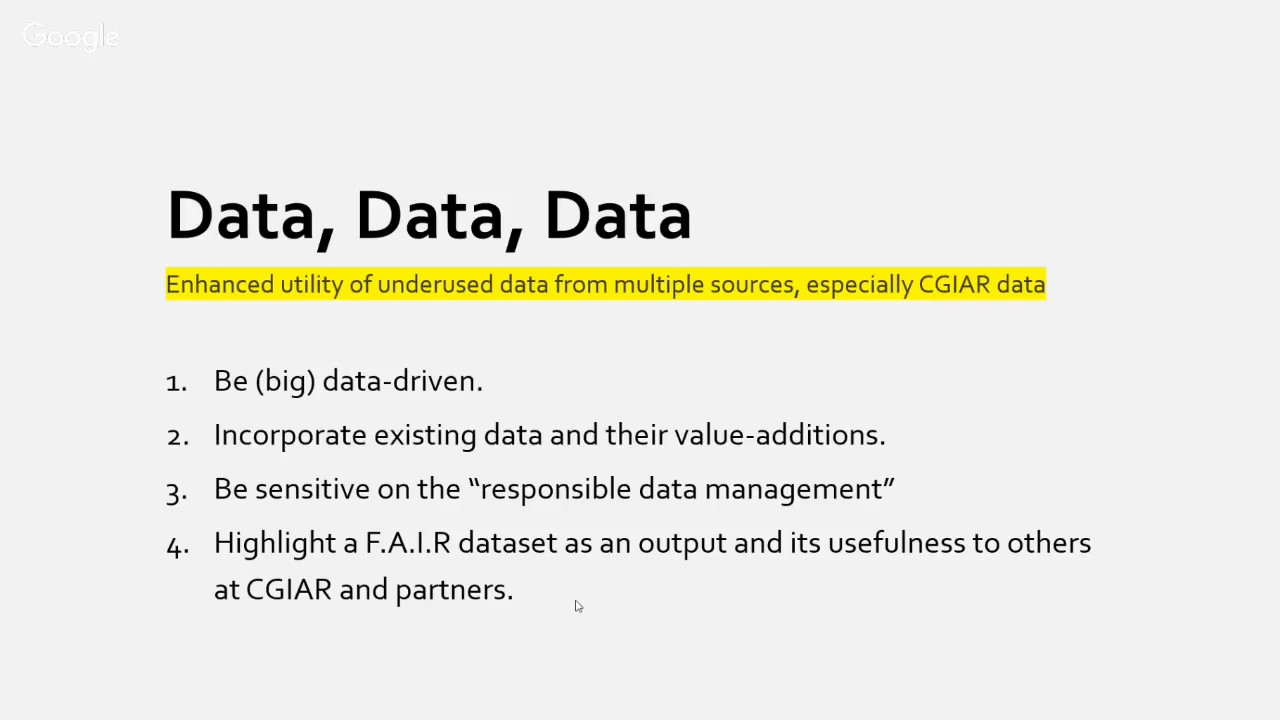 Google
Data, Data, Data
Enhanced utility of underused data from multiple sources, especially CGIAR data
1. Be (big) data-driven.
2. Incorporate existing data and their value-additions.
3. Be sensitive on the “responsible data management”
4. Highlight a F.A.I.R dataset as an output and its usefulness to others
at CGIAR and partners.